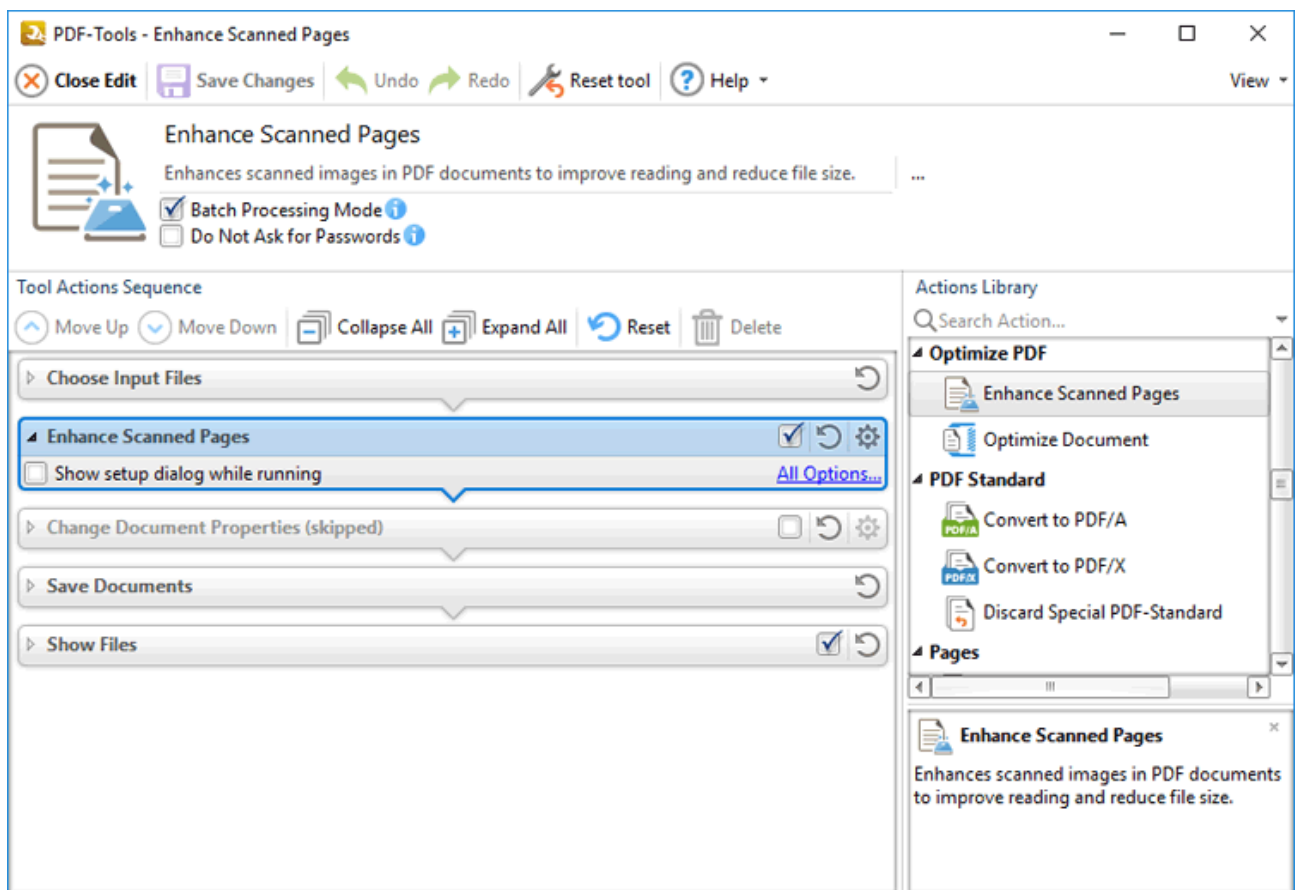 PDF-Tools - Enhance Scanned Pages
Close Edit Save Changes Undo Redo Reset tool Help View
Enhance Scanned Pages
Enhances scanned images in PDF documents to improve reading and reduce file size. ...
Batch Processing Mode
Do Not Ask for Passwords
Tool Actions Sequence
Move Up Move Down Collapse All Expand All Reset Delete
Choose Input Files
Enhance Scanned Pages
Show setup dialog while running All Options...
Change Document Properties (skipped)
Save Documents
Show Files
Actions Library
Search Action...
Optimize PDF
Enhance Scanned Pages
Optimize Document
PDF Standard
PDF/A Convert to PDF/A
PDF/X Convert to PDF/X
Discard Special PDF-Standard
Pages
Enhance Scanned Pages
Enhances scanned images in PDF documents
to improve reading and reduce file size.